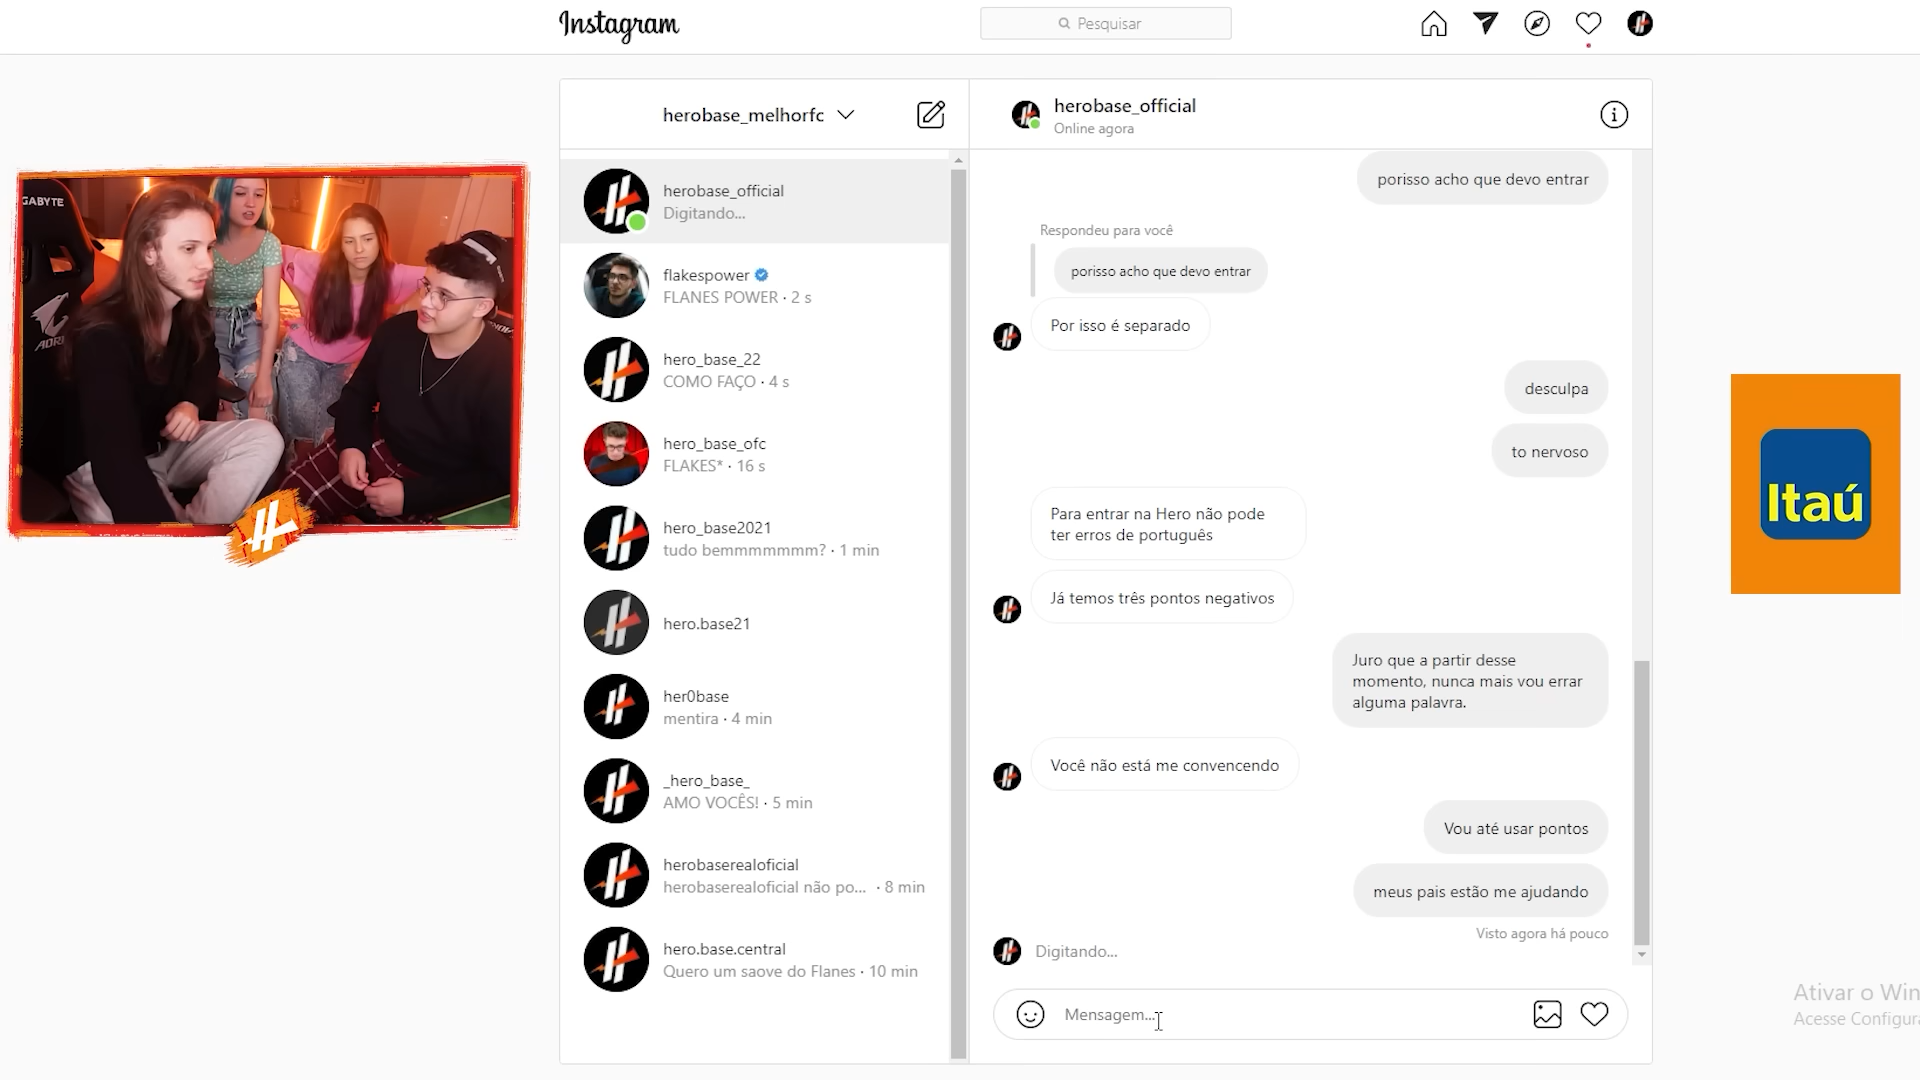 Instagram
Pesquisar
herobase_melhorfc
herobase_official
Digitando...
flakespower
FLANES POWER · 2 s
hero_base_22
COMO FAÇO · 4 s
hero_base_ofc
FLAKES* · 16 s
hero_base2021
tudo bemmmmmmm? · 1 min
hero.base21
her0base
mentira · 4 min
_hero_base_
AMO VOCÊS! · 5 min
herobaserealoficial
herobaserealoficial não po... · 8 min
hero.base.central
Quero um saove do Flanes · 10 min
herobase_official
Online agora
porisso acho que devo entrar
Respondeu para você
porisso acho que devo entrar
Por isso é separado
desculpa
to nervoso
Para entrar na Hero não pode
ter erros de português
Já temos três pontos negativos
Juro que a partir desse
momento, nunca mais vou errar
alguma palavra.
Você não está me convencendo
Vou até usar pontos
meus pais estão me ajudando
Visto agora há pouco
Digitando...
Mensagem...
GABYTE
Itaú
Ativar o Win
Acesse Configura